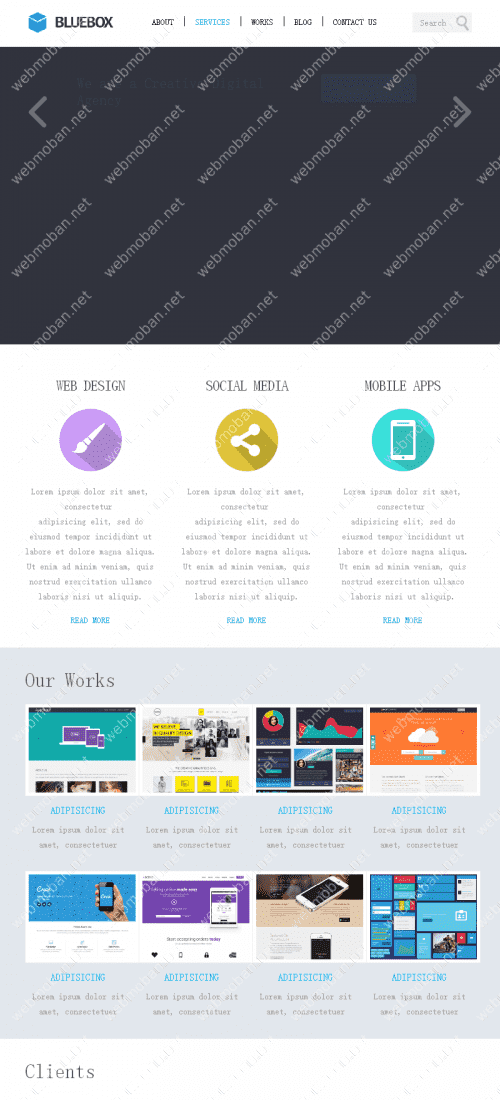 BLUEBOX
ABOUT | SERVICES | WORKS | BLOG | CONTACT US
Search
WEB DESIGN
Lorem ipsum dolor sit amet,
consectetur
adipisicing elit, sed do
eiusmod tempor incididunt ut
labore et dolore magna aliqua.
Ut enim ad minim veniam, quis
nostrud exercitation ullamco
laboris nisi ut aliquip.
READ MORE
SOCIAL MEDIA
Lorem ipsum dolor sit amet,
consectetur
adipisicing elit, sed do
eiusmod tempor incididunt ut
labore et dolore magna aliqua.
Ut enim ad minim veniam, quis
nostrud exercitation ullamco
laboris nisi ut aliquip.
READ MORE
MOBILE APPS
Lorem ipsum dolor sit amet,
consectetur
adipisicing elit, sed do
eiusmod tempor incididunt ut
labore et dolore magna aliqua.
Ut enim ad minim veniam, quis
nostrud exercitation ullamco
laboris nisi ut aliquip.
READ MORE
Our Works
ADIPISICING
Lorem ipsum dolor sit
amet, consectetuer
ADIPISICING
Lorem ipsum dolor sit
amet, consectetuer
ADIPISICING
Lorem ipsum dolor sit
amet, consectetuer
ADIPISICING
Lorem ipsum dolor sit
amet, consectetuer
ADIPISICING
Lorem ipsum dolor sit
amet, consectetuer
ADIPISICING
Lorem ipsum dolor sit
amet, consectetuer
ADIPISICING
Lorem ipsum dolor sit
amet, consectetuer
ADIPISICING
Lorem ipsum dolor sit
amet, consectetuer
Clients
webmoban.net